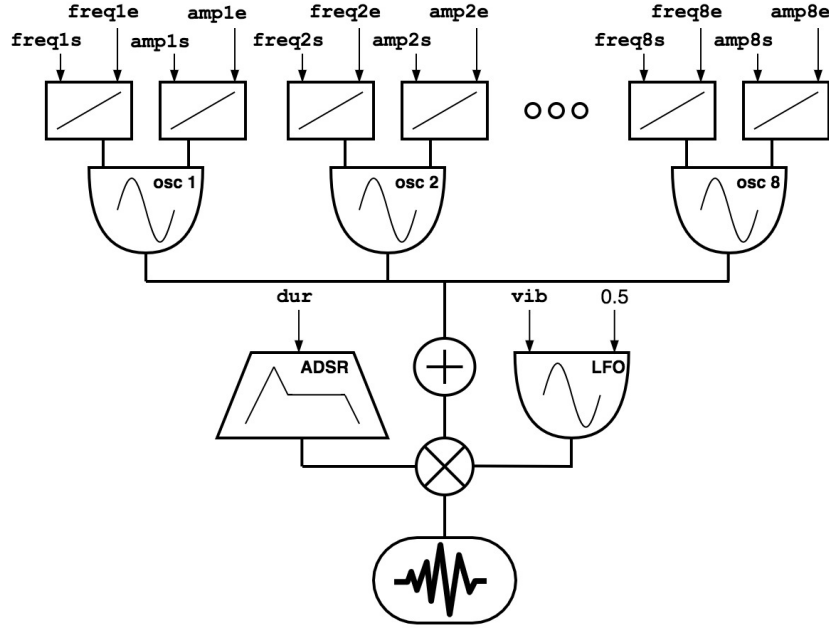 freq1e amp1e freq2e amp2e freq8e amp8e
freq1s amp1s freq2s amp2s freq8s amp8s
osc 1 osc 2 osc 8
dur vib 0.5
ADSR LFO